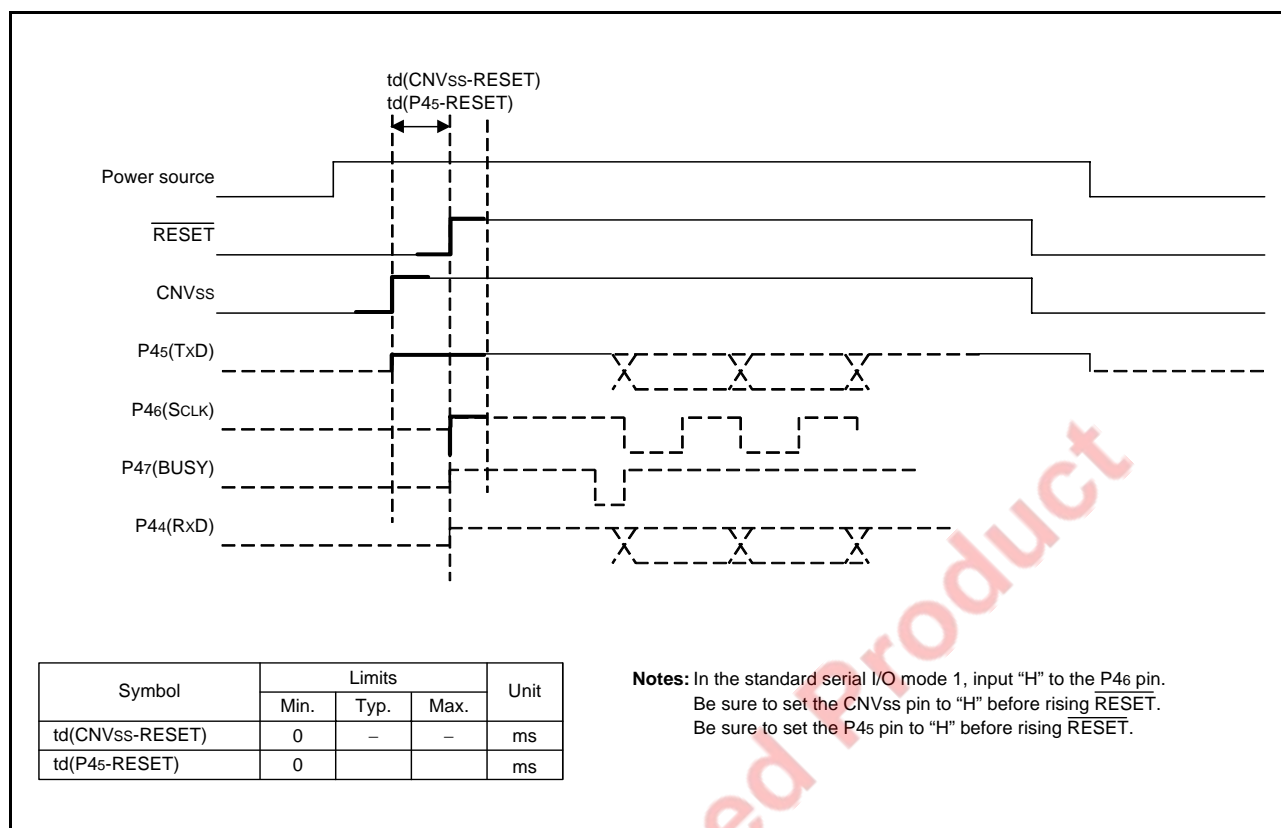 td(CNVss-RESET)
td(P45-RESET)
Power source
RESET
CNVss
P45(TxD)
P46(SCLK)
P47(BUSY)
P44(RxD)
Symbol Limits Unit
Min. Typ. Max.
td(CNVss-RESET) 0 – – ms
td(P45-RESET) 0 ms
Notes: In the standard serial I/O mode 1, input “H” to the P46 pin.
Be sure to set the CNVss pin to “H” before rising RESET.
Be sure to set the P45 pin to “H” before rising RESET.
ed Product